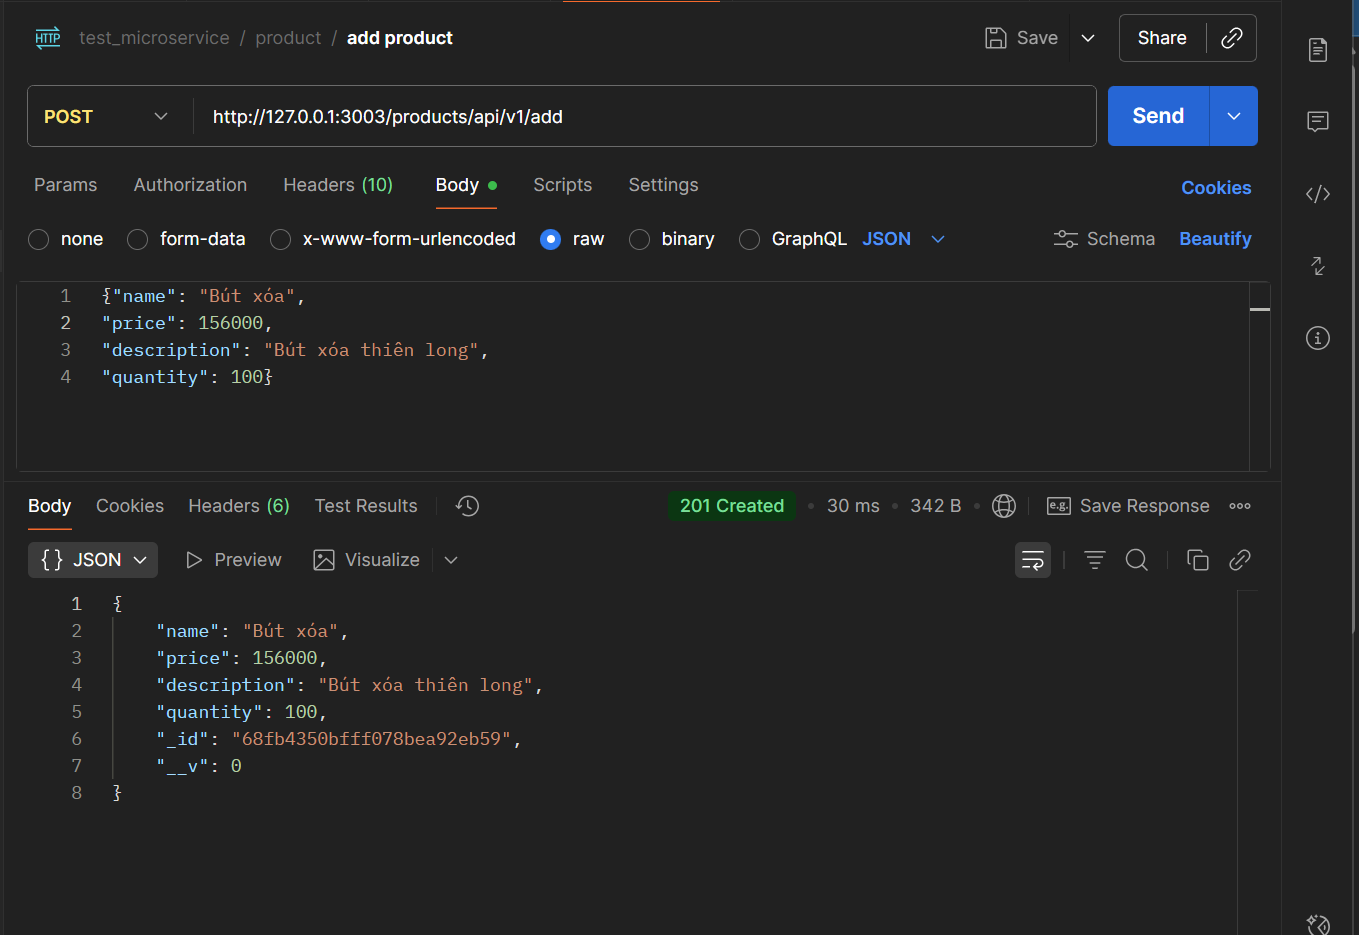 HTTP test_microservice / product / add product Save Share
POST http://127.0.0.1:3003/products/api/v1/add Send
Params Authorization Headers (10) Body Scripts Settings Cookies
none form-data x-www-form-urlencoded raw binary GraphQL JSON Schema Beautify
1 {"name": "Bút xóa",
2 "price": 156000,
3 "description": "Bút xóa thiên long",
4 "quantity": 100}
Body Cookies Headers (6) Test Results 201 Created • 30 ms • 342 B • e.g. Save Response
{} JSON Preview Visualize
1 {
2 "name": "Bút xóa",
3 "price": 156000,
4 "description": "Bút xóa thiên long",
5 "quantity": 100,
6 "_id": "68fb4350bfff078bea92eb59",
7 "__v": 0
8 }